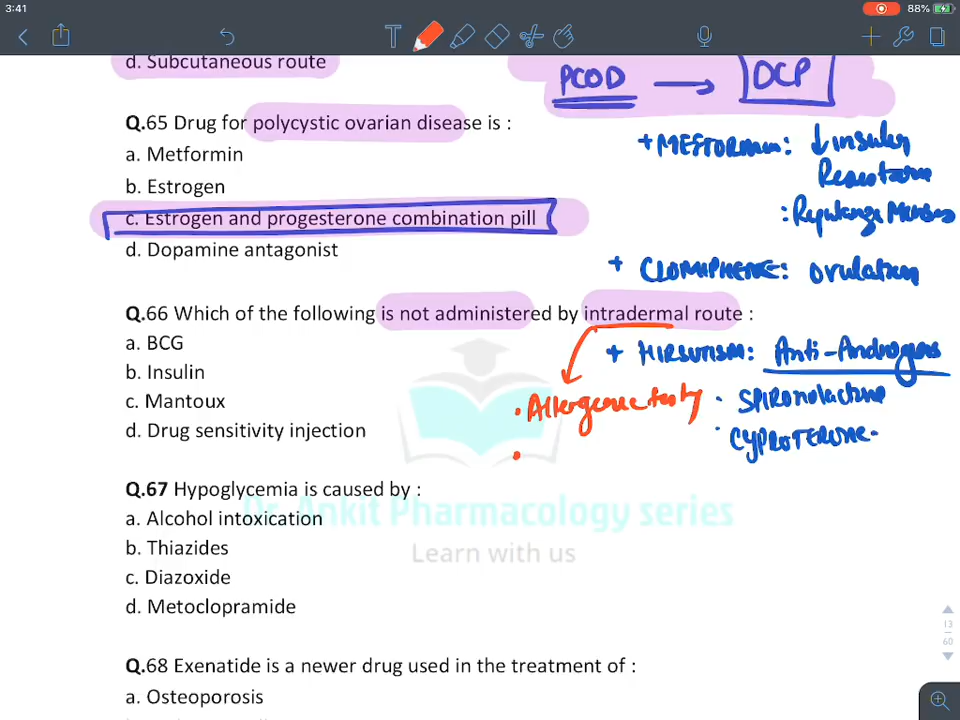 3:41
88%
d. Subcutaneous route
PCOD → OCP
Q.65 Drug for polycystic ovarian disease is :
+ METFORMIN: ↓ insulin
a. Metformin
Resistance
b. Estrogen
: Regularize Menses
c. Estrogen and progesterone combination pill
d. Dopamine antagonist
+ CLOMIPHENE: ovulation
Q.66 Which of the following is not administered by intradermal route :
a. BCG
+ HIRSUTISM: Anti-Androgens
b. Insulin
c. Mantoux
• Allergen testing
• SPIRONOLACTONE
d. Drug sensitivity injection
• CYPROTERONE
Q.67 Hypoglycemia is caused by :
a. Alcohol intoxication
Dr. Ankit Pharmacology series
b. Thiazides
Learn with us
c. Diazoxide
d. Metoclopramide
13
60
Q.68 Exenatide is a newer drug used in the treatment of :
a. Osteoporosis